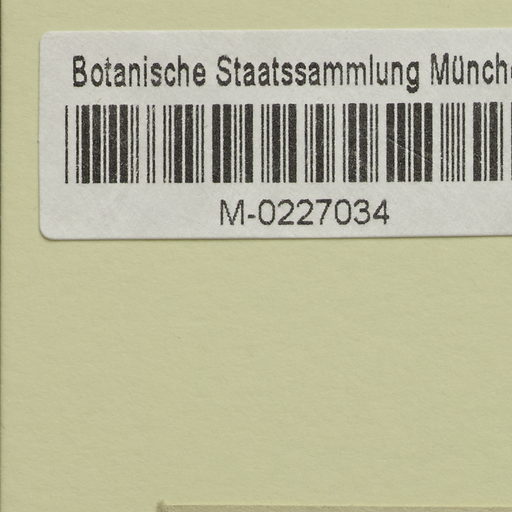 Botanische Staatssammlung Münch
M-0227034